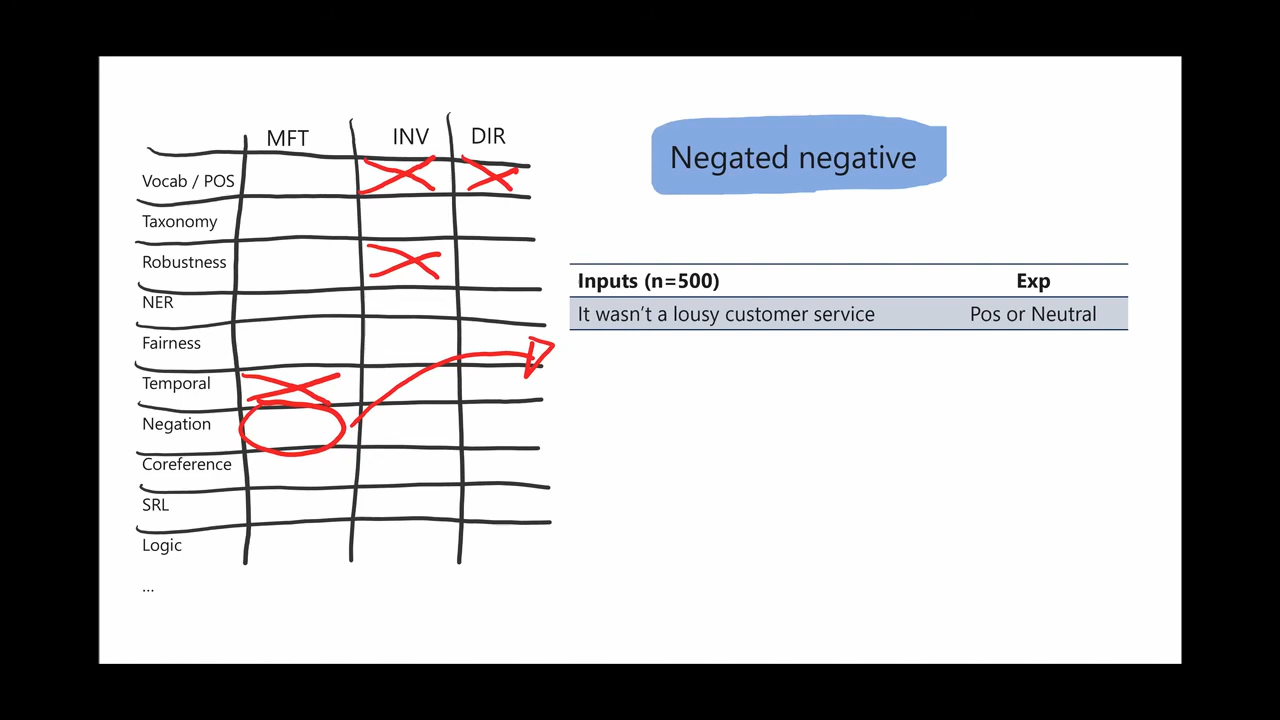 MFT INV DIR
Vocab / POS
Taxonomy
Robustness
NER
Fairness
Temporal
Negation
Coreference
SRL
Logic
...
Negated negative
Inputs (n=500) Exp
It wasn't a lousy customer service Pos or Neutral